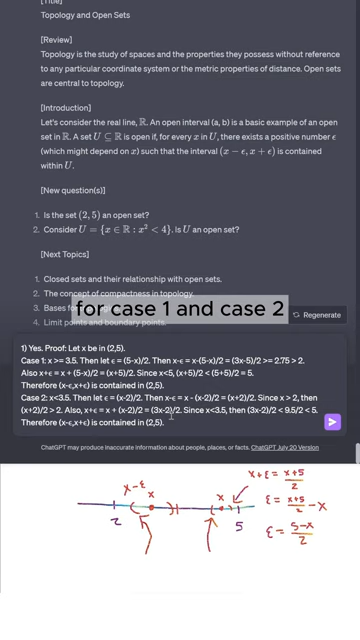 [Title]
Topology and Open Sets
[Review]
Topology is the study of spaces and the properties they possess without reference
to any particular coordinate system or the metric properties of distance. Open sets
are central to topology.
[Introduction]
Let's consider the real line, ℝ. An open interval (a, b) is a basic example of an open
set in ℝ. A set U ⊆ ℝ is open if, for every x in U, there exists a positive number ϵ
(which might depend on x) such that the interval (x − ϵ, x + ϵ) is contained
within U.
[New question(s)]
1. Is the set (2, 5) an open set?
2. Consider U = {x ∈ ℝ : x² < 4}. Is U an open set?
[Next Topics]
1. Closed sets and their relationship with open sets.
2. The concept of compactness in topology.
3. Bases for
4. Limit points and boundary points.
for case 1 and case 2
Regenerate
1) Yes. Proof: Let x be in (2,5).
Case 1: x >= 3.5. Then let ϵ = (5-x)/2. Then x-ϵ = x-(5-x)/2 = (3x-5)/2 >= 2.75 > 2.
Also x+ϵ = x + (5-x)/2 = (x+5)/2. Since x<5, (x+5)/2 < (5+5)/2 = 5.
Therefore (x-ϵ,x+ϵ) is contained in (2,5).
Case 2: x<3.5. Then let ϵ = (x-2)/2. Then x-ϵ = x - (x-2)/2 = (x+2)/2. Since x > 2, then
(x+2)/2 > 2. Also, x+ϵ = x + (x-2)/2 = (3x-2)/2. Since x<3.5, then (3x-2)/2 < 9.5/2 < 5.
Therefore (x-ϵ,x+ϵ) is contained in (2,5).
ChatGPT may produce inaccurate information about people, places, or facts. ChatGPT July 20 Version
x+ε = x+5/2
x-ε
x
x
ε = x+5/2 - x
2
5
ε = 5-x/2